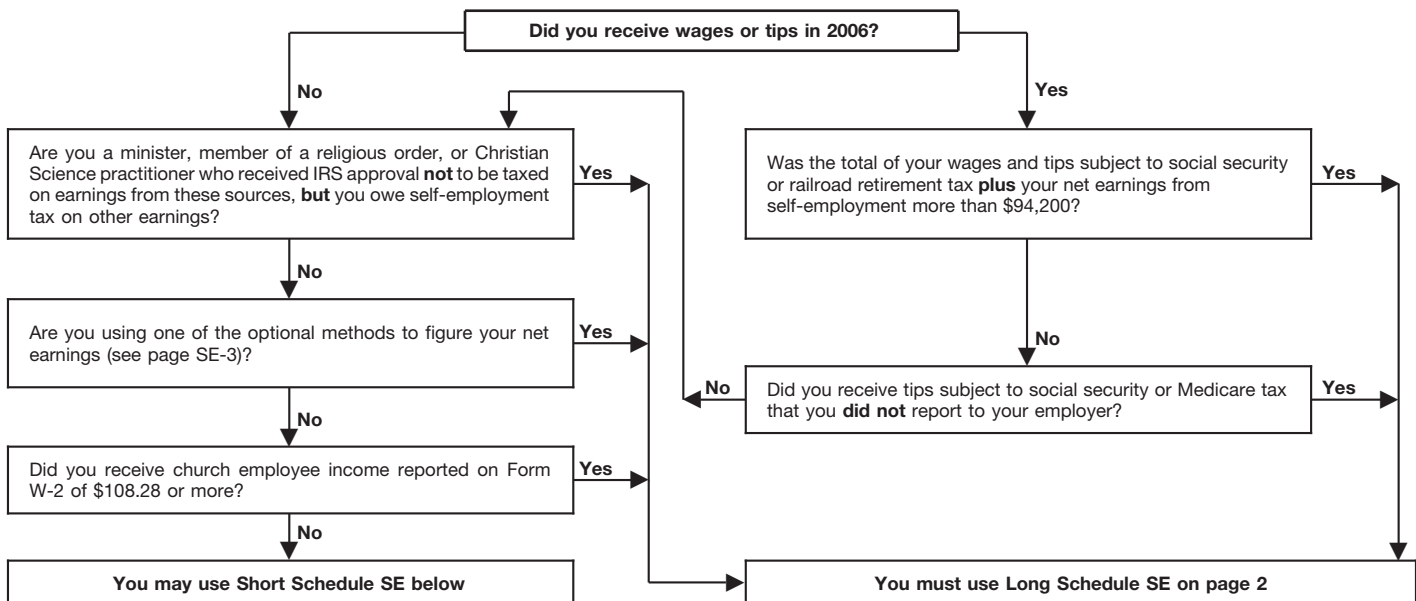 Did you receive wages or tips in 2006?
No
Yes
Are you a minister, member of a religious order, or Christian
Science practitioner who received IRS approval not to be taxed
on earnings from these sources, but you owe self-employment
tax on other earnings?
Yes
Was the total of your wages and tips subject to social security
or railroad retirement tax plus your net earnings from
self-employment more than $94,200?
Yes
No
Are you using one of the optional methods to figure your net
earnings (see page SE-3)?
Yes
No
No
Did you receive tips subject to social security or Medicare tax
that you did not report to your employer?
Yes
No
Did you receive church employee income reported on Form
W-2 of $108.28 or more?
Yes
No
You may use Short Schedule SE below
You must use Long Schedule SE on page 2